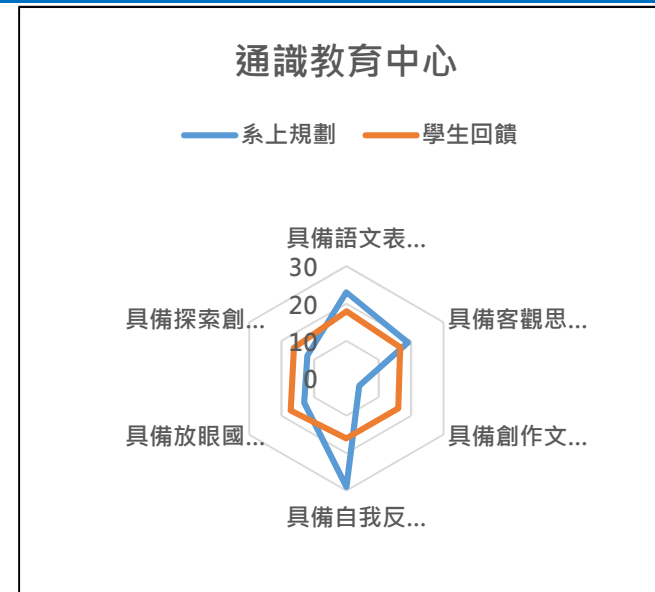 通識教育中心
系上規劃 學生回饋
具備語文表...
30
20
10
0
具備探索創...
具備客觀思...
具備放眼國...
具備創作文...
具備自我反...